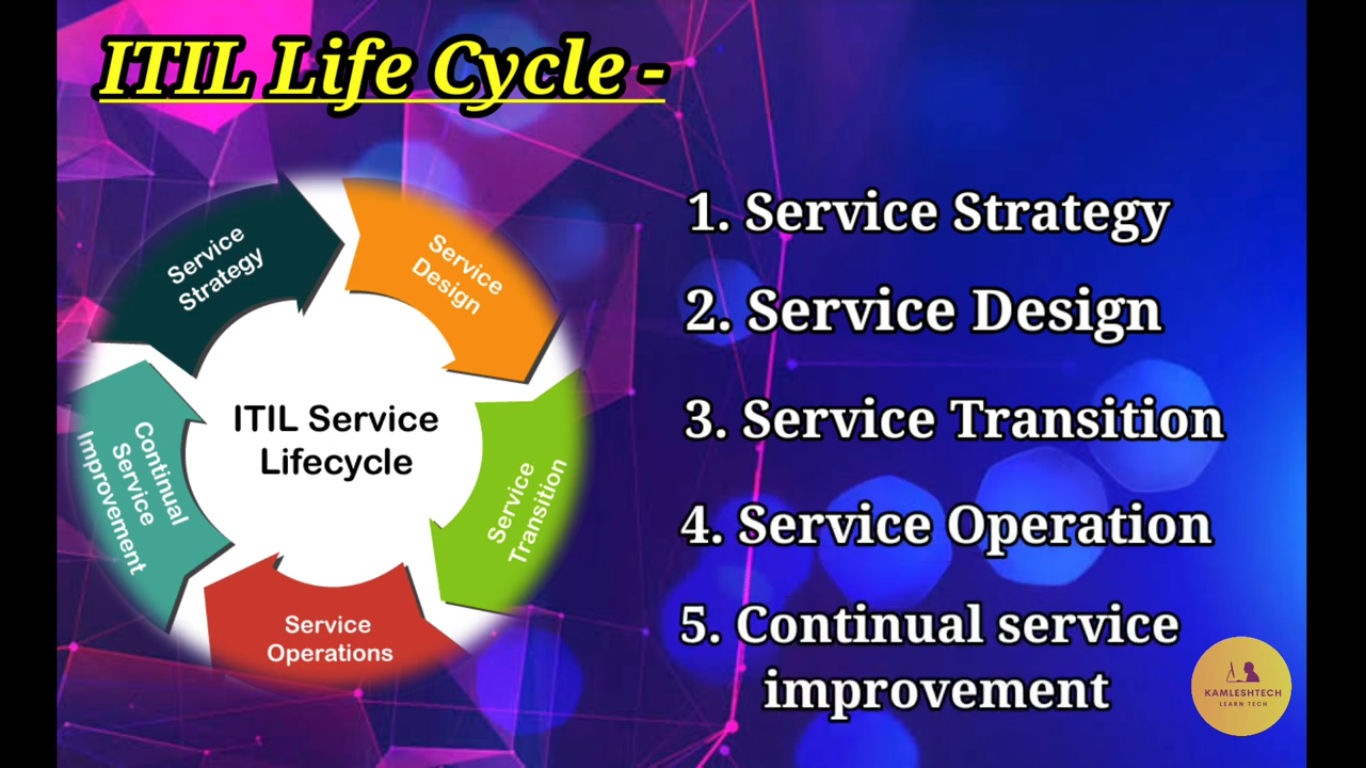 ITIL Life Cycle -
Service
Strategy
Service
Design
Service
Transition
Service
Operations
Continual
Service
Improvement
ITIL Service
Lifecycle
1. Service Strategy
2. Service Design
3. Service Transition
4. Service Operation
5. Continual service
improvement
KAMLESHTECH
LEARN TECH